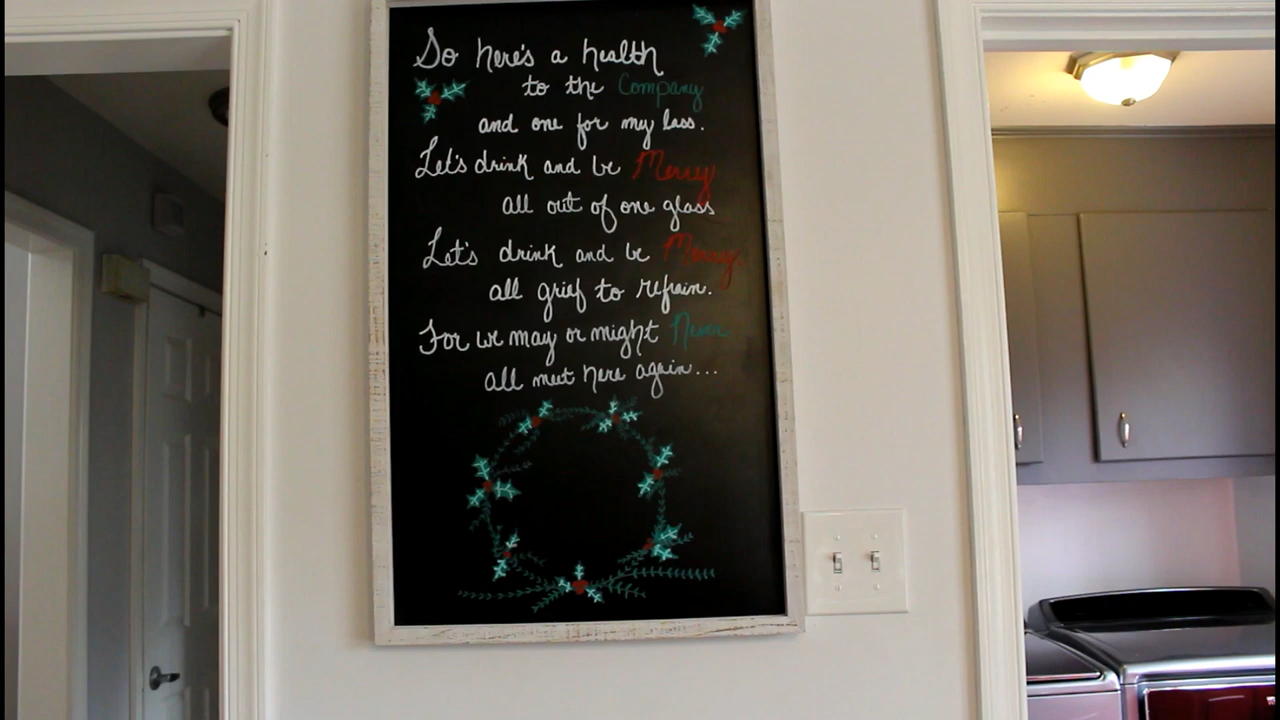 So here's a health
to the Company
and one for my lass.
Let's drink and be Merry
all out of one glass
Let's drink and be Merry,
all grief to refrain.
For we may or might Never
all meet here again...